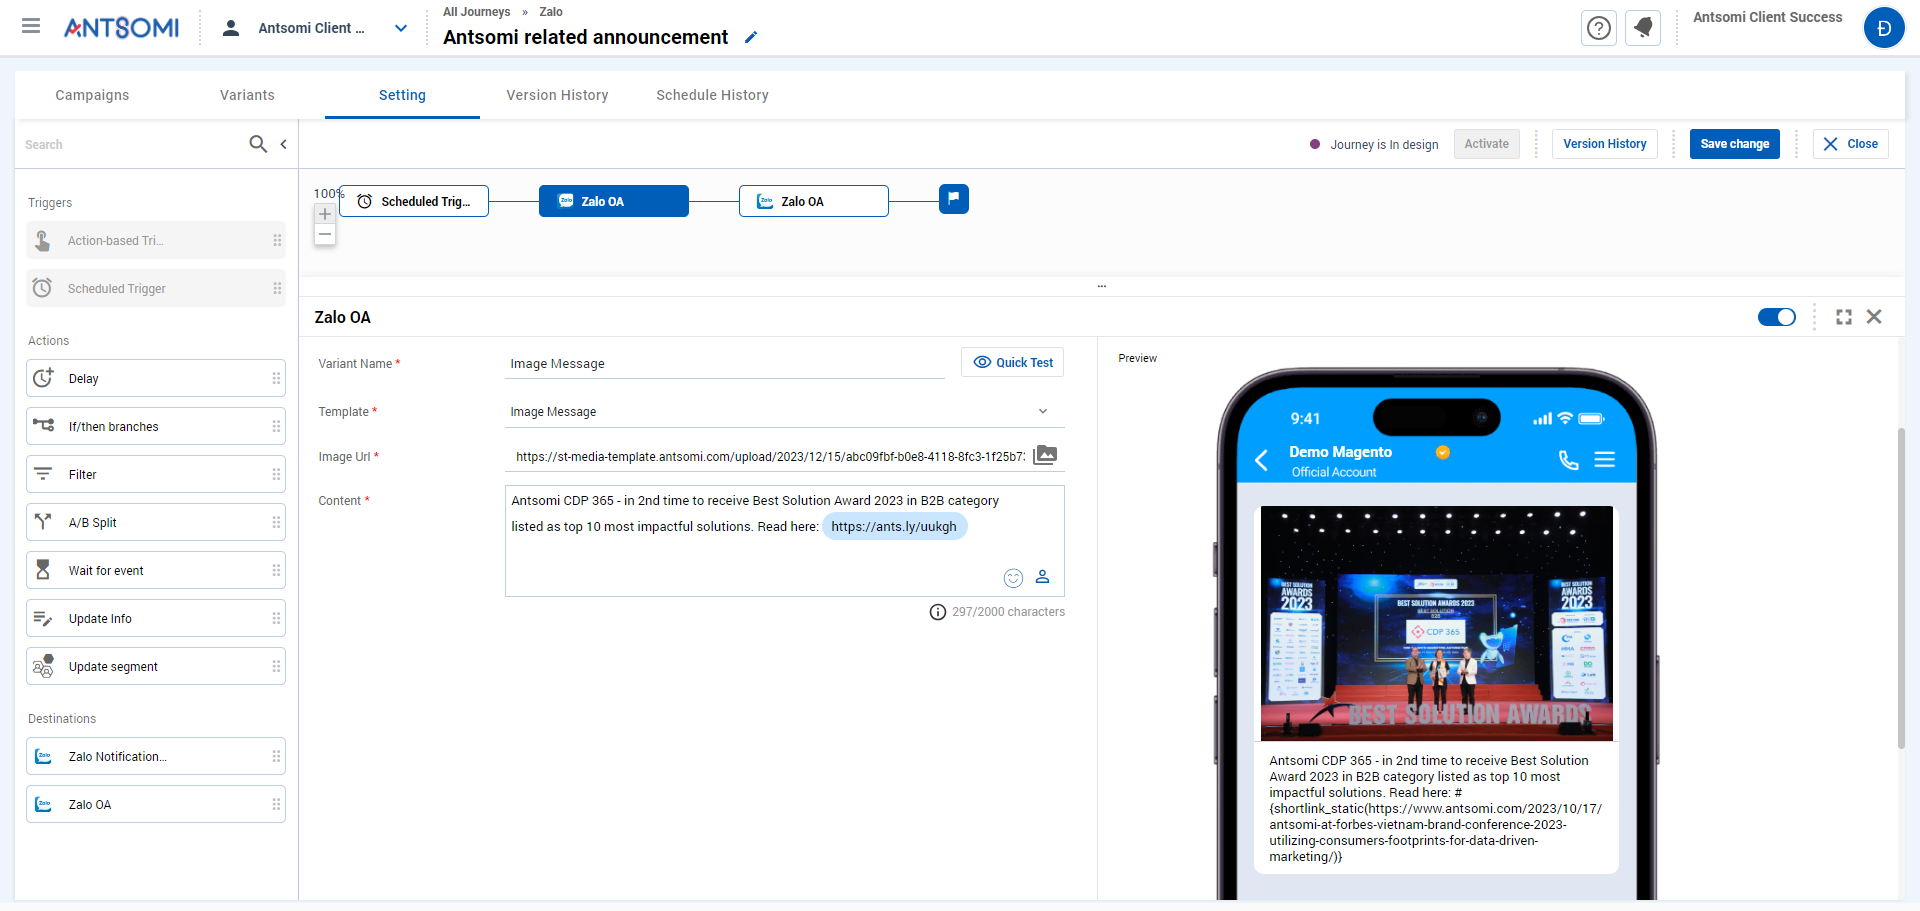 ANTSOMI
Antsomi Client ...
All Journeys » Zalo
Antsomi related announcement
Antsomi Client Success
Đ
Campaigns
Variants
Setting
Version History
Schedule History
Search
Journey is In design
Activate
Version History
Save change
Close
100%
Scheduled Trig...
Zalo OA
Zalo OA
Triggers
Action-based Tri...
Scheduled Trigger
Actions
Delay
If/then branches
Filter
A/B Split
Wait for event
Update Info
Update segment
Destinations
Zalo Notification...
Zalo OA
...
Zalo OA
Variant Name *
Image Message
Quick Test
Template *
Image Message
Image Url *
https://st-media-template.antsomi.com/upload/2023/12/15/abc09fbf-b0e8-4118-8fc3-1f25b7
Content *
Antsomi CDP 365 - in 2nd time to receive Best Solution Award 2023 in B2B category
listed as top 10 most impactful solutions. Read here: https://ants.ly/uukgh
297/2000 characters
Preview
9:41
Demo Magento
Official Account
BEST SOLUTION
AWARDS
2023
BEST SOLUTION AWARDS 2023
BEST SOLUTION
B2B
CDP 365
BEST SOLUTION
AWARDS
2023
BEST SOLUTION AWARDS
Antsomi CDP 365 - in 2nd time to receive Best Solution
Award 2023 in B2B category listed as top 10 most
impactful solutions. Read here: #
{shortlink_static(https://www.antsomi.com/2023/10/17/
antsomi-at-forbes-vietnam-brand-conference-2023-
utilizing-consumers-footprints-for-data-driven-
marketing/)}